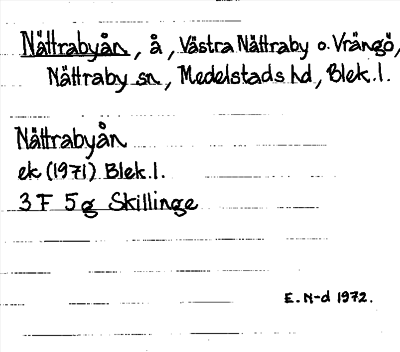 Nättrabyån, å, Västra Nättraby o. Vrångö,
Nättraby sn, Medelstads hd, Blek.l.
Nättrabyån
ek (1971) Blek.l.
3 F 5 g Skillinge
E. N-d 1972.